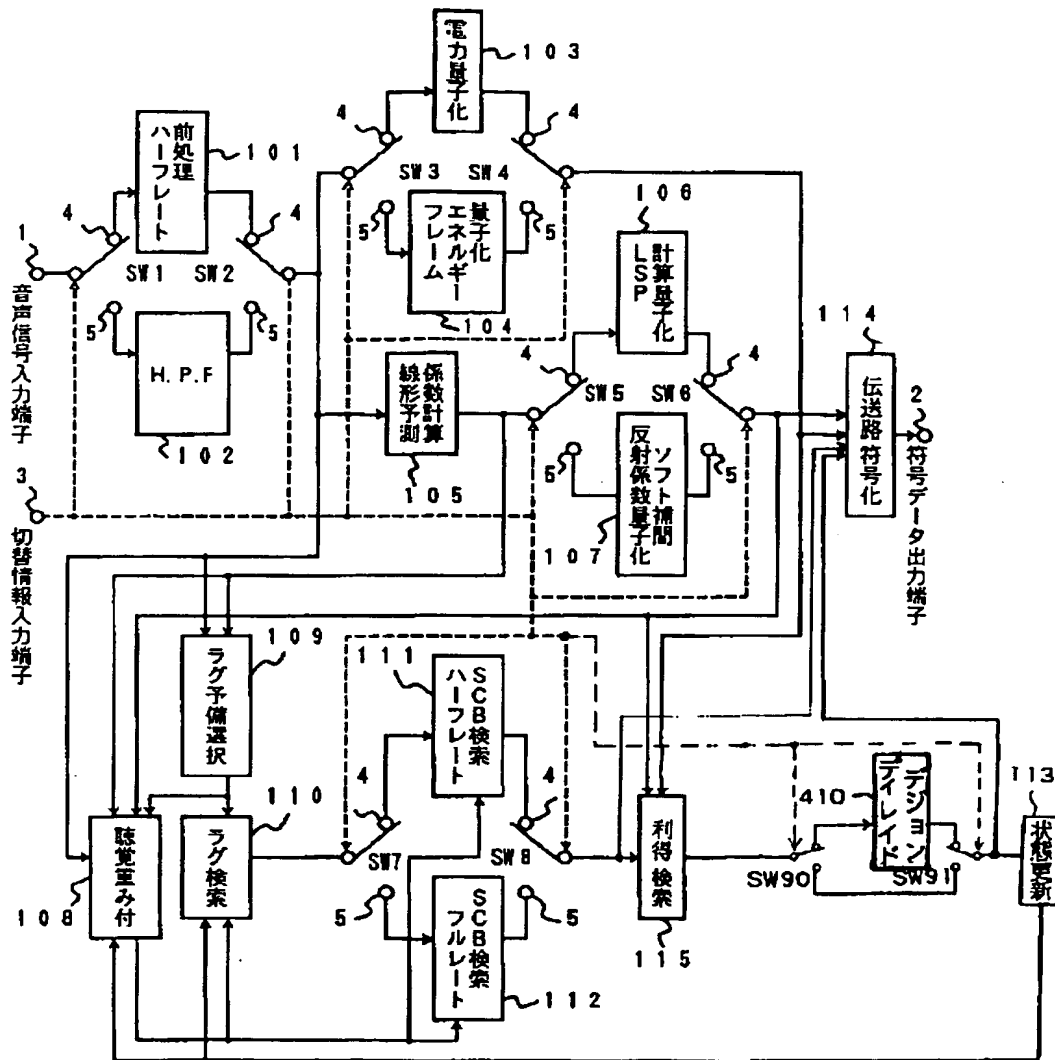 電力量子化
103
4
4
前処理
ハーフレート
101
SW3
SW4
106
4
4
5
量子化
エネルギー
フレーム
5
計算量子化
LSP
1
SW1
SW2
114
5
5
104
音声信号入力端子
H.P.F
4
4
係数計算
線形予測
SW5
SW6
伝送路
符号化
2
102
6
ソフト補間
反射係数量子化
5
符号データ出力端子
3
105
107
切替情報入力端子
109
111
SCB検索
ハーフレート
ラグ予備選択
4
4
110
410
ディレイド
デジョン
113
聴覚重み付
ラグ検索
SW7
SW8
利得検索
状態更新
SW90
SW91
108
5
5
SCB検索
フルレート
115
112